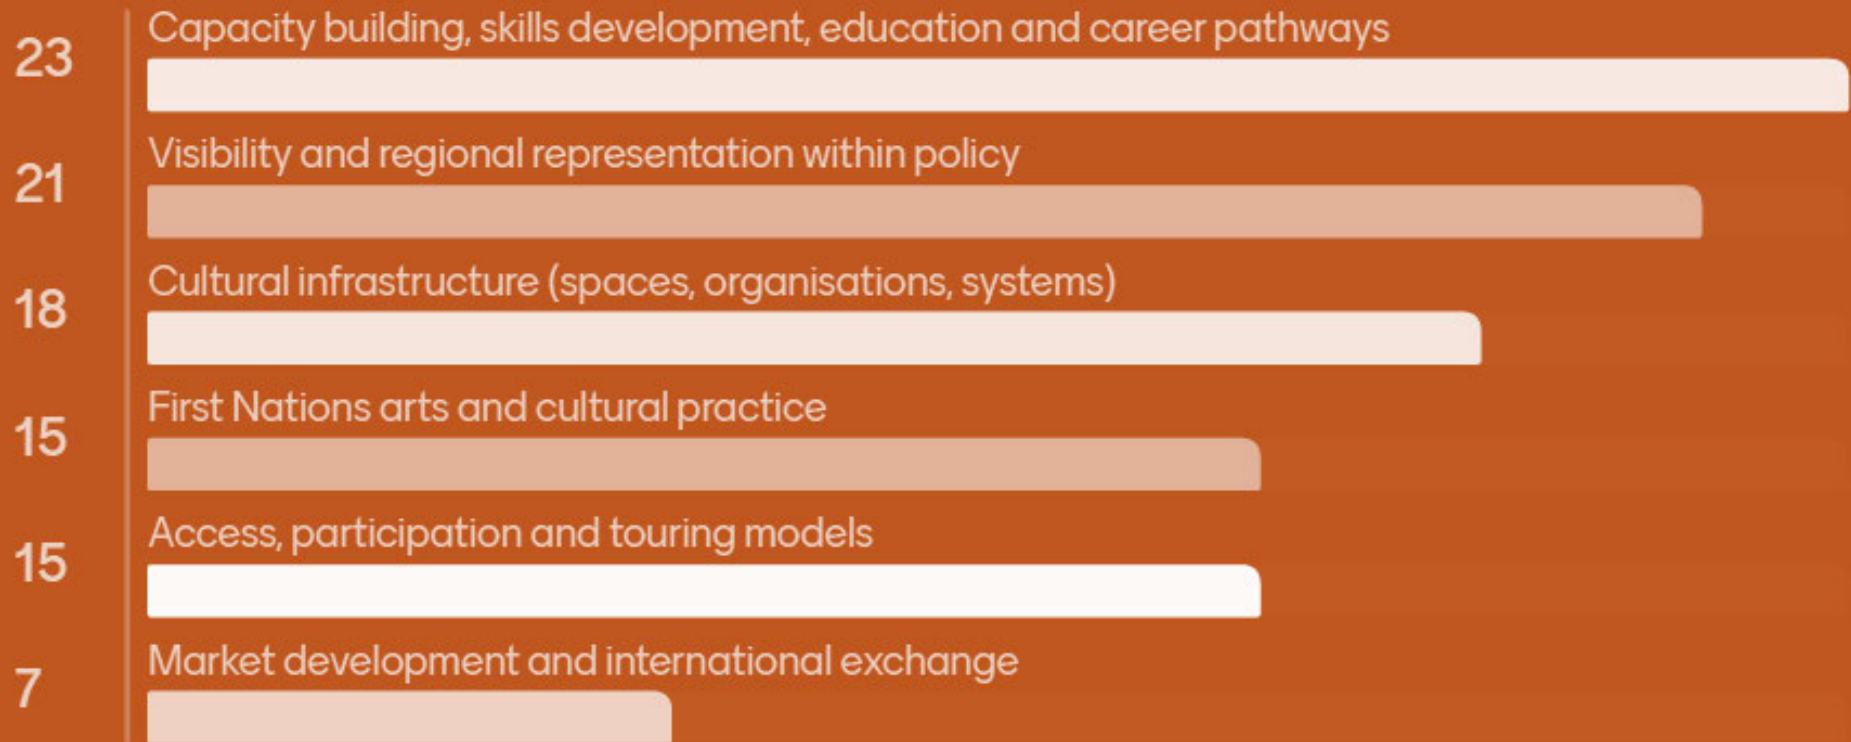 23
Capacity building, skills development, education and career pathways
21
Visibility and regional representation within policy
18
Cultural infrastructure (spaces, organisations, systems)
15
First Nations arts and cultural practice
15
Access, participation and touring models
7
Market development and international exchange